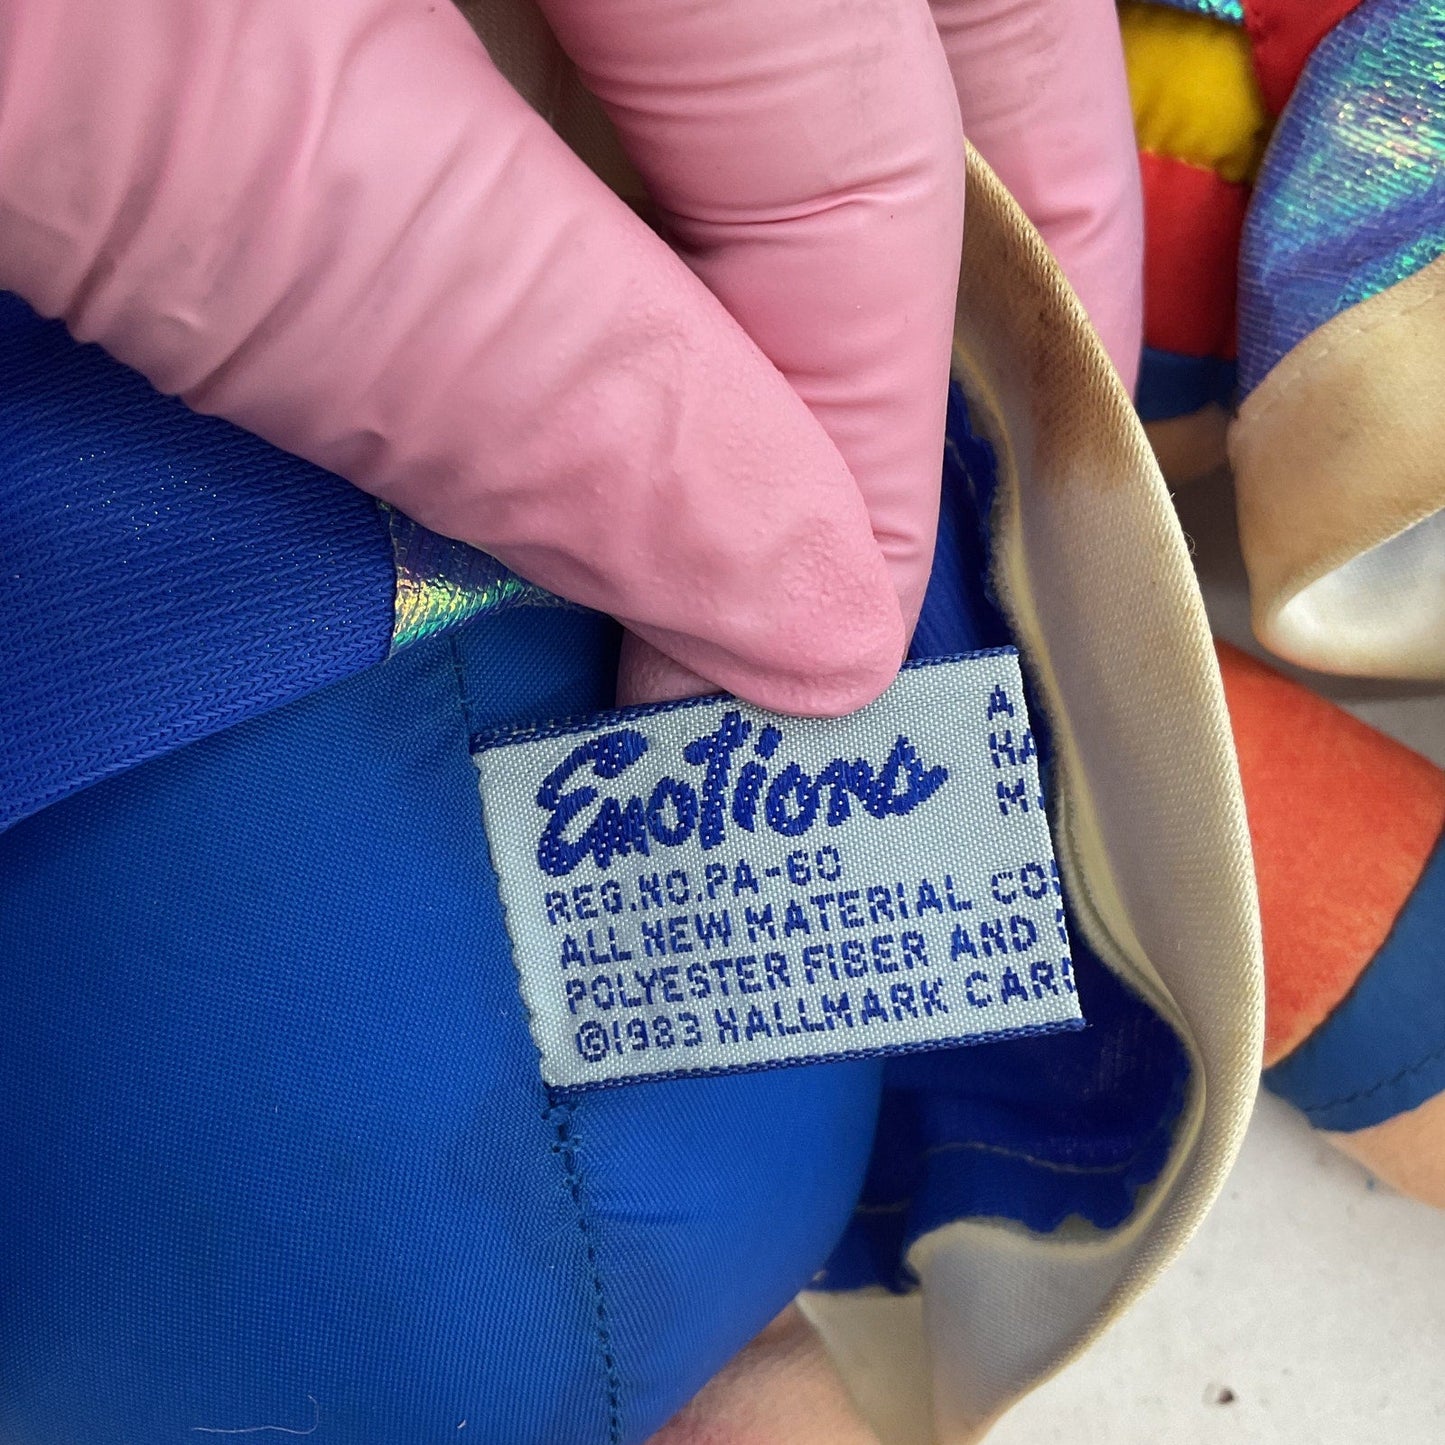 Emotions
REG.NO.PA-60
ALL NEW MATERIAL
POLYESTER FIBER AND
©1983 HALLMARK
A